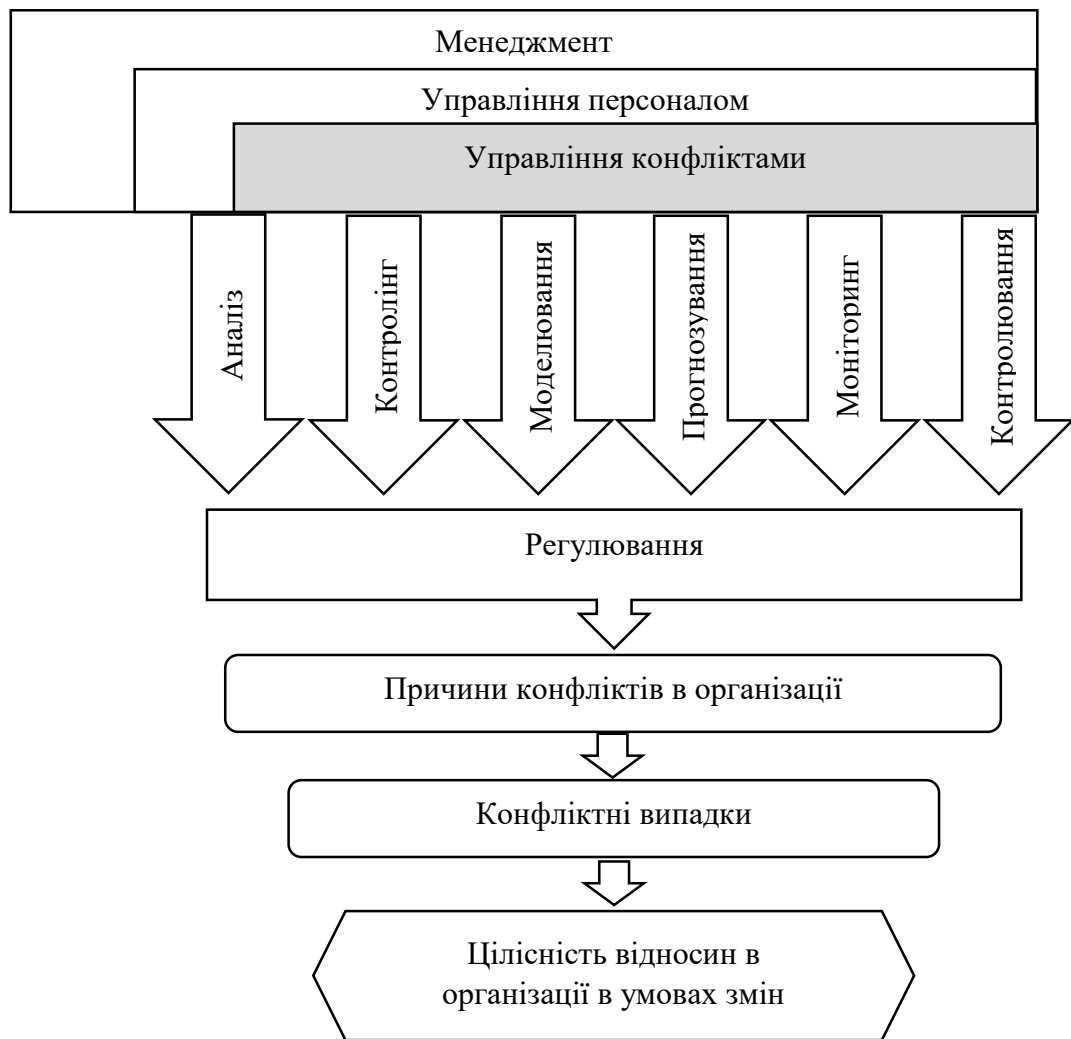 Менеджмент
Управління персоналом
Управління конфліктами
Аналіз
Контролінг
Моделювання
Прогнозування
Моніторинг
Контролювання
Регулювання
Причини конфліктів в організації
Конфліктні випадки
Цілісність відносин в
організації в умовах змін